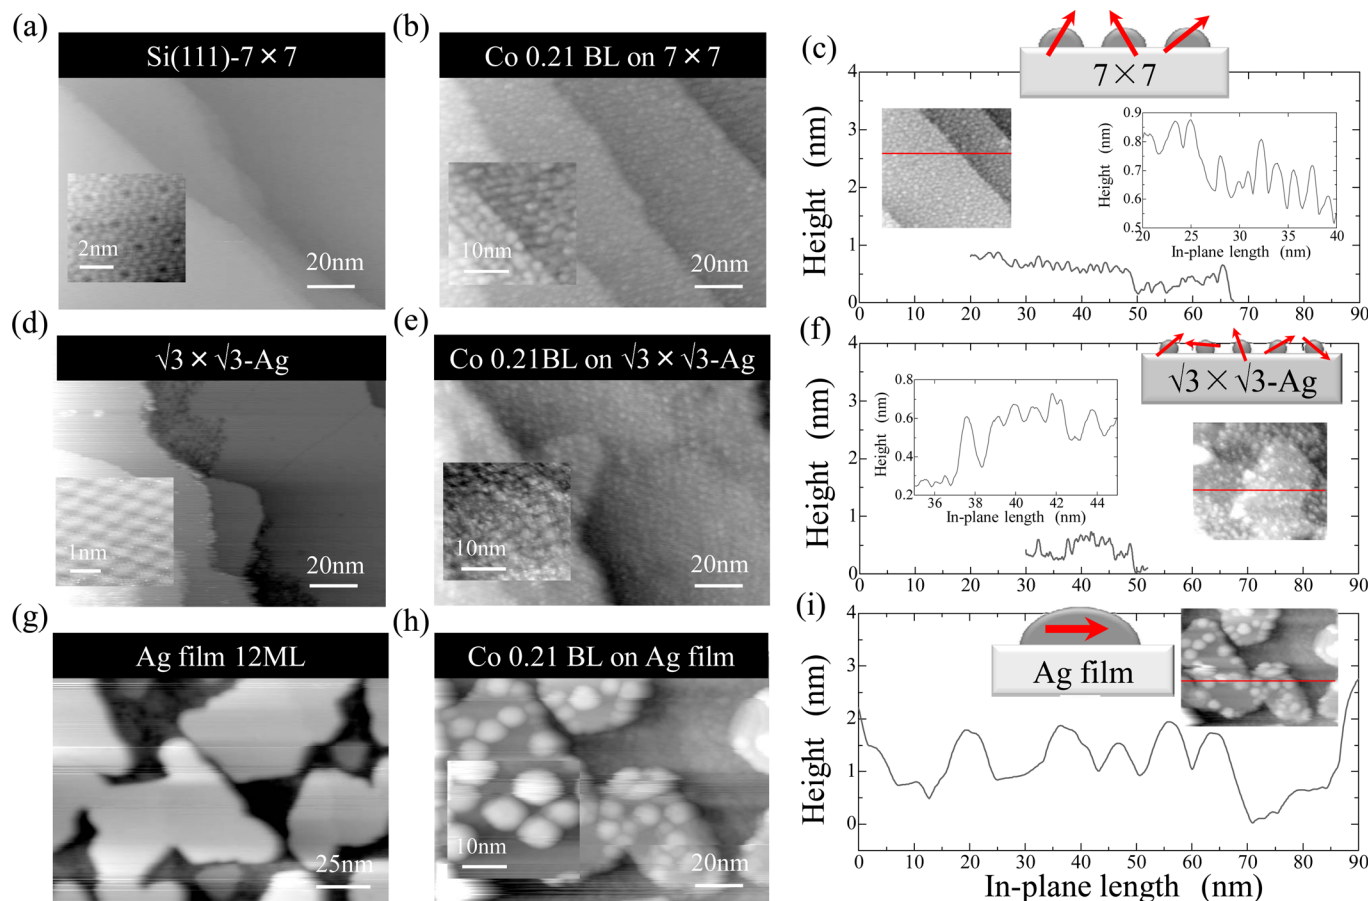 (a)
Si(111)-7×7
2nm
20nm
(b)
Co 0.21 BL on 7×7
10nm
20nm
(c)
7×7
Height (nm)
4
3
2
1
0
0 10 20 30 40 50 60 70 80 90
Height (nm)
0.9
0.8
0.7
0.6
0.5
20 25 30 35 40
In-plane length (nm)
(d)
√3×√3-Ag
1nm
20nm
(e)
Co 0.21BL on √3×√3-Ag
10nm
20nm
(f)
√3×√3-Ag
Height (nm)
4
3
2
1
0
0 10 20 30 40 50 60 70 80 90
Height (nm)
0.8
0.6
0.4
0.2
36 38 40 42 44
In-plane length (nm)
(g)
Ag film 12ML
25nm
(h)
Co 0.21 BL on Ag film
10nm
20nm
(i)
Ag film
Height (nm)
4
3
2
1
0
0 10 20 30 40 50 60 70 80 90
In-plane length (nm)